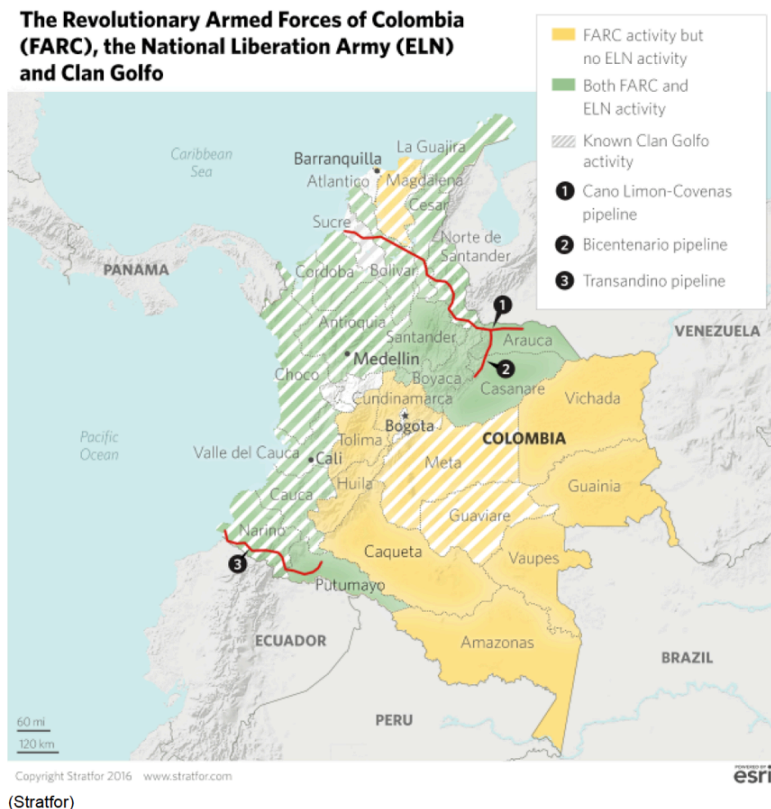 The Revolutionary Armed Forces of Colombia
(FARC), the National Liberation Army (ELN)
and Clan Golfo
FARC activity but
no ELN activity
Both FARC and
ELN activity
Known Clan Golfo
activity
1 Cano Limon-Covenas
pipeline
2 Bicentenario pipeline
3 Transandino pipeline
Caribbean
Sea
La Guajira
Barranquilla
Atlantico
Magdalena
Cesar
Sucre
Norte de
Santander
PANAMA
Cordoba
Bolivar
1
Antioquia
Santander
Arauca
VENEZUELA
Medellin
2
Choco
Boyaca
Casanare
Cundinamarca
Vichada
Bogota
Pacific
Ocean
Tolima
COLOMBIA
Valle del Cauca
Cali
Meta
Huila
Guainia
Cauca
Guaviare
Narino
Caqueta
Vaupes
3
Putumayo
ECUADOR
Amazonas
BRAZIL
60 mi
120 km
PERU
Copyright Stratfor 2016 www.stratfor.com
POWERED BY
esri
(Stratfor)